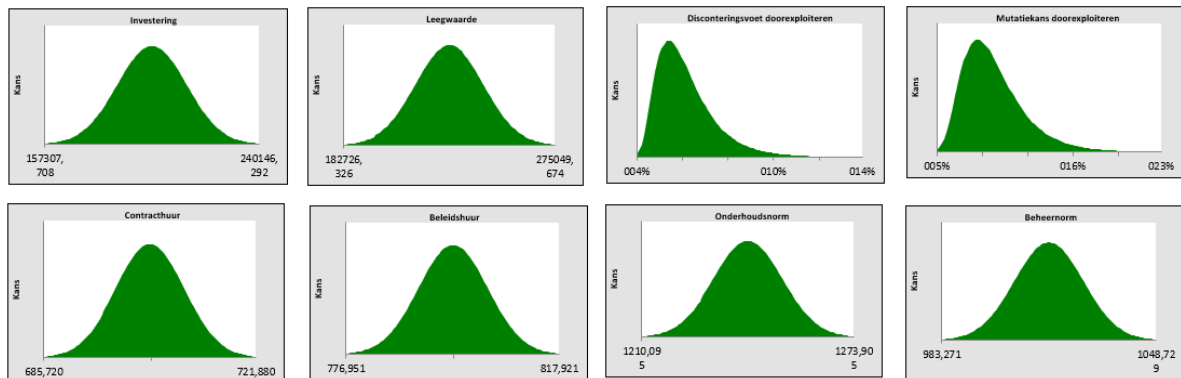 Investering
Kans
157307,
708
240146,
292
Leegwaarde
Kans
182726,
326
275049,
674
Disconteringsvoet doorexploiteren
Kans
004%
010%
014%
Mutatiekans doorexploiteren
Kans
005%
016%
023%
Contracthuur
Kans
685,720
721,880
Beleidshuur
Kans
776,951
817,921
Onderhoudsnorm
Kans
1210,09
5
1273,90
5
Beheernorm
Kans
983,271
1048,72
9